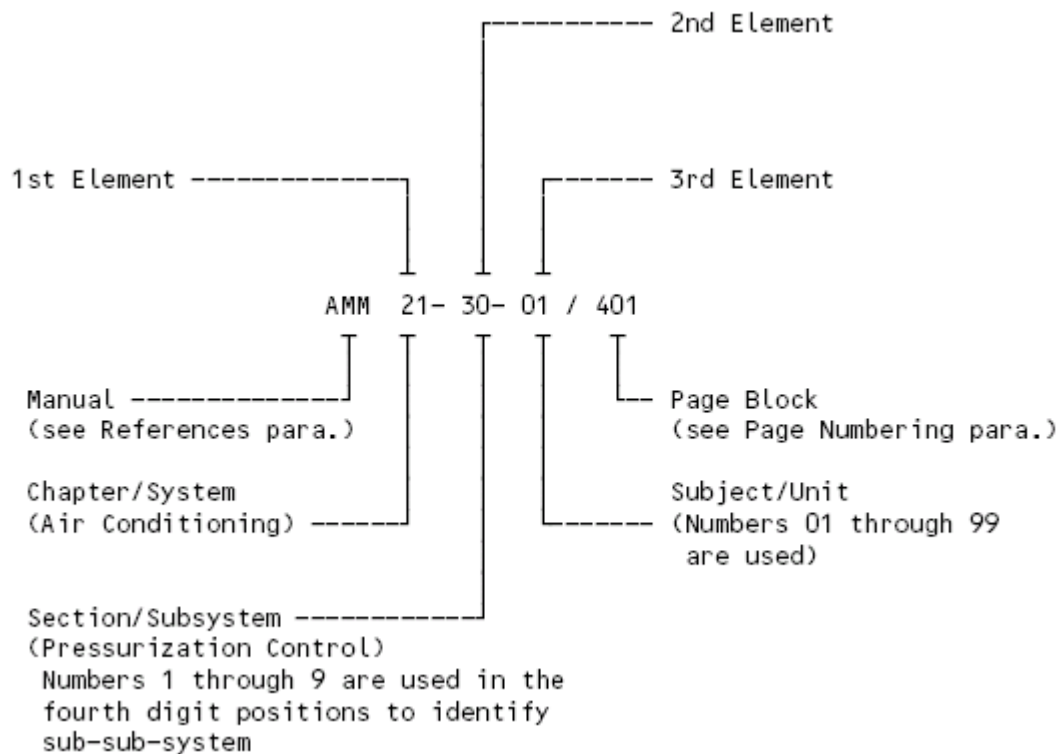 2nd Element
1st Element
3rd Element
AMM 21- 30- 01 / 401
Manual
(see References para.)
Page Block
(see Page Numbering para.)
Chapter/System
(Air Conditioning)
Subject/Unit
(Numbers 01 through 99
are used)
Section/Subsystem
(Pressurization Control)
Numbers 1 through 9 are used in the
fourth digit positions to identify
sub-sub-system